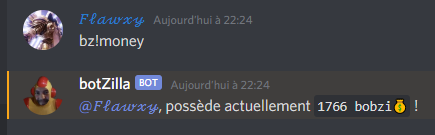 𝓕𝓵𝓪𝔀𝔁𝔂 Aujourd'hui à 22:24
bz!money
botZilla BOT Aujourd'hui à 22:24
@𝓕𝓵𝓪𝔀𝔁𝔂, possède actuellement 1766 bobzi💰 !